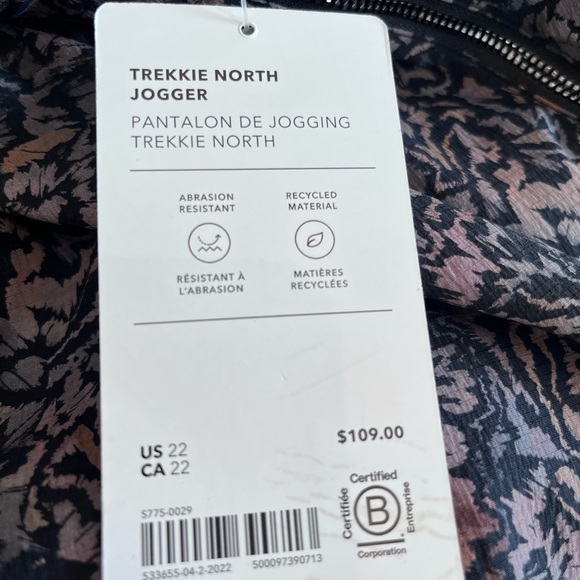 TREKKIE NORTH
JOGGER
PANTALON DE JOGGING
TREKKIE NORTH
ABRASION
RESISTANT
RECYCLED
MATERIAL
RÉSISTANT À
L'ABRASION
MATIÈRES
RECYCLÉES
US 22
CA 22
$109.00
S775-0029
533655-04-2-2022
500097390713
Certified
Certifiée
B
Entreprise
Corporation